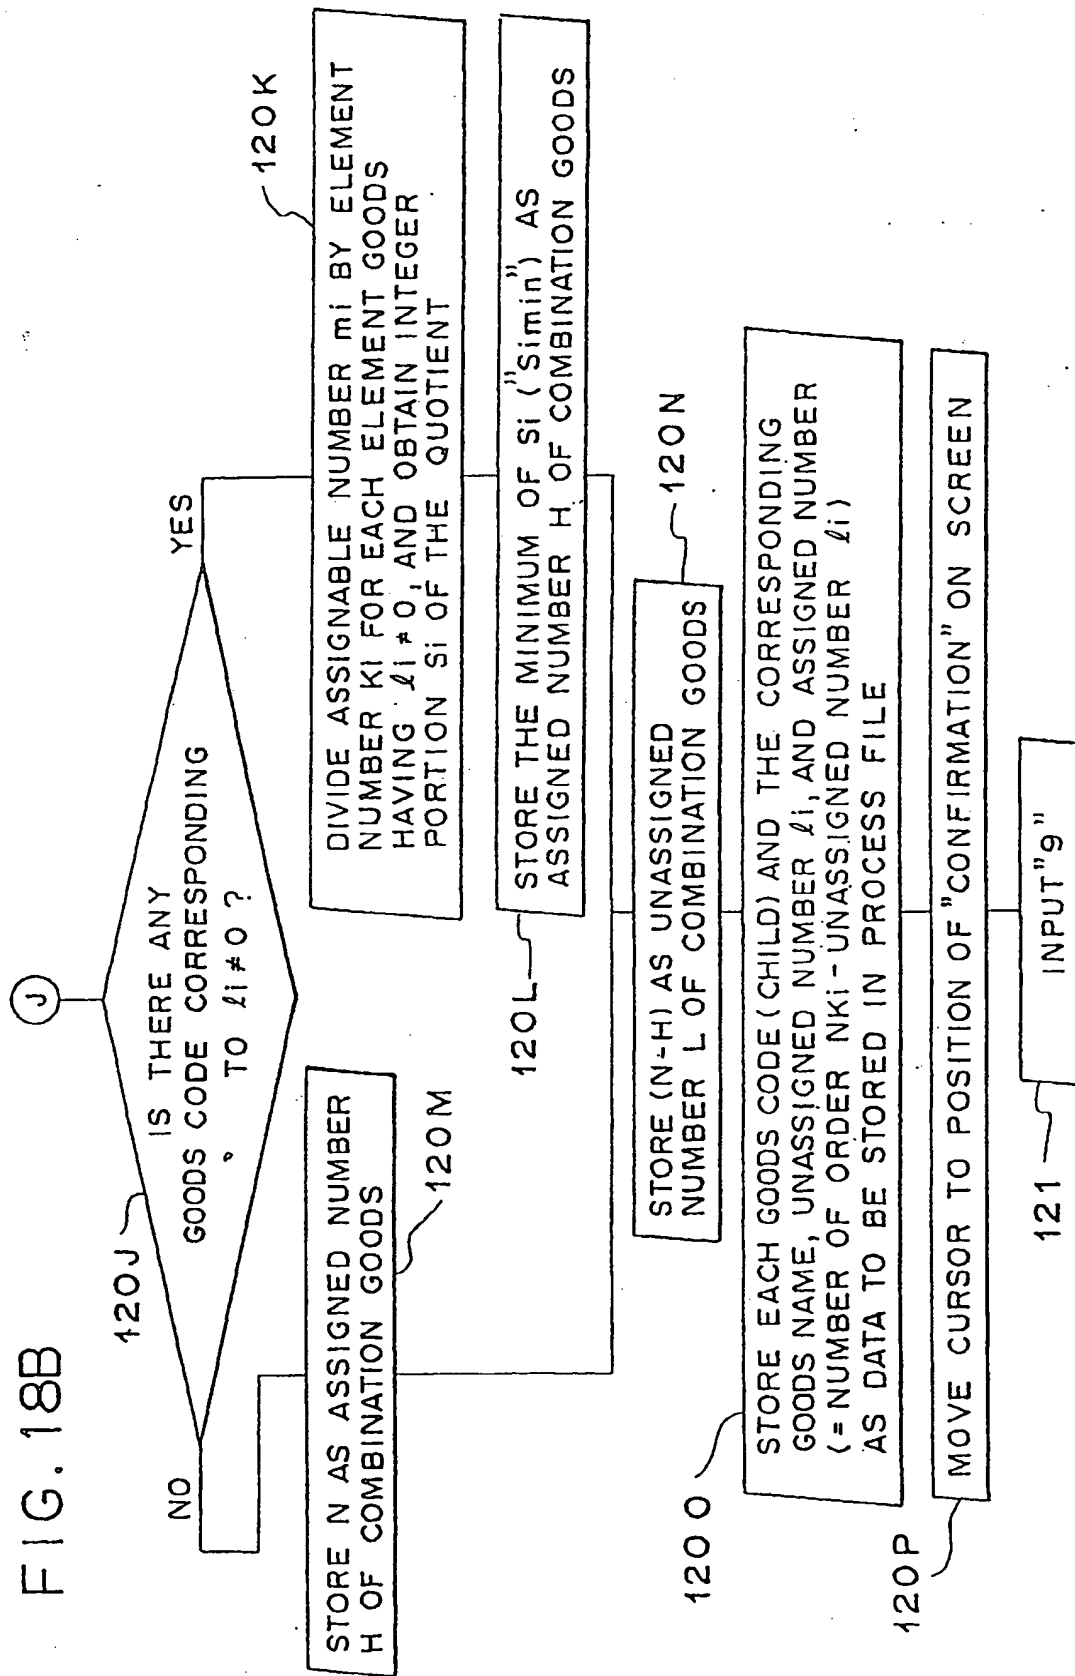 FIG. 18B
J
120J
IS THERE ANY
GOODS CODE CORRESPONDING
TO ℓi≠0 ?
NO
YES
120K
DIVIDE ASSIGNABLE NUMBER mi BY ELEMENT
NUMBER Ki FOR EACH ELEMENT GOODS
HAVING ℓi≠0, AND OBTAIN INTEGER
PORTION Si OF THE QUOTIENT
STORE N AS ASSIGNED NUMBER
H OF COMBINATION GOODS
120M
120L
STORE THE MINIMUM OF Si ("Simin") AS
ASSIGNED NUMBER H OF COMBINATION GOODS
120N
STORE (N-H) AS UNASSIGNED
NUMBER L OF COMBINATION GOODS
120O
STORE EACH GOODS CODE (CHILD) AND THE CORRESPONDING
GOODS NAME, UNASSIGNED NUMBER ℓi, AND ASSIGNED NUMBER
(= NUMBER OF ORDER NKi-UNASSIGNED NUMBER ℓi)
AS DATA TO BE STORED IN PROCESS FILE
120P
MOVE CURSOR TO POSITION OF "CONFIRMATION" ON SCREEN
121
INPUT "9"